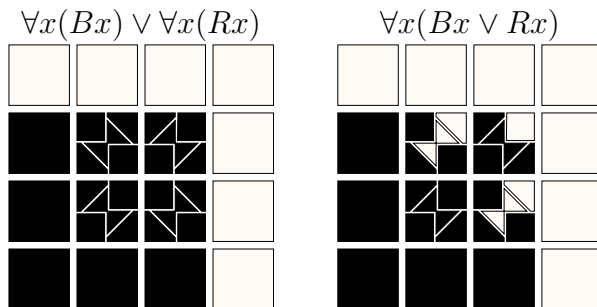 ∀x(Bx) ∨ ∀x(Rx)
∀x(Bx ∨ Rx)